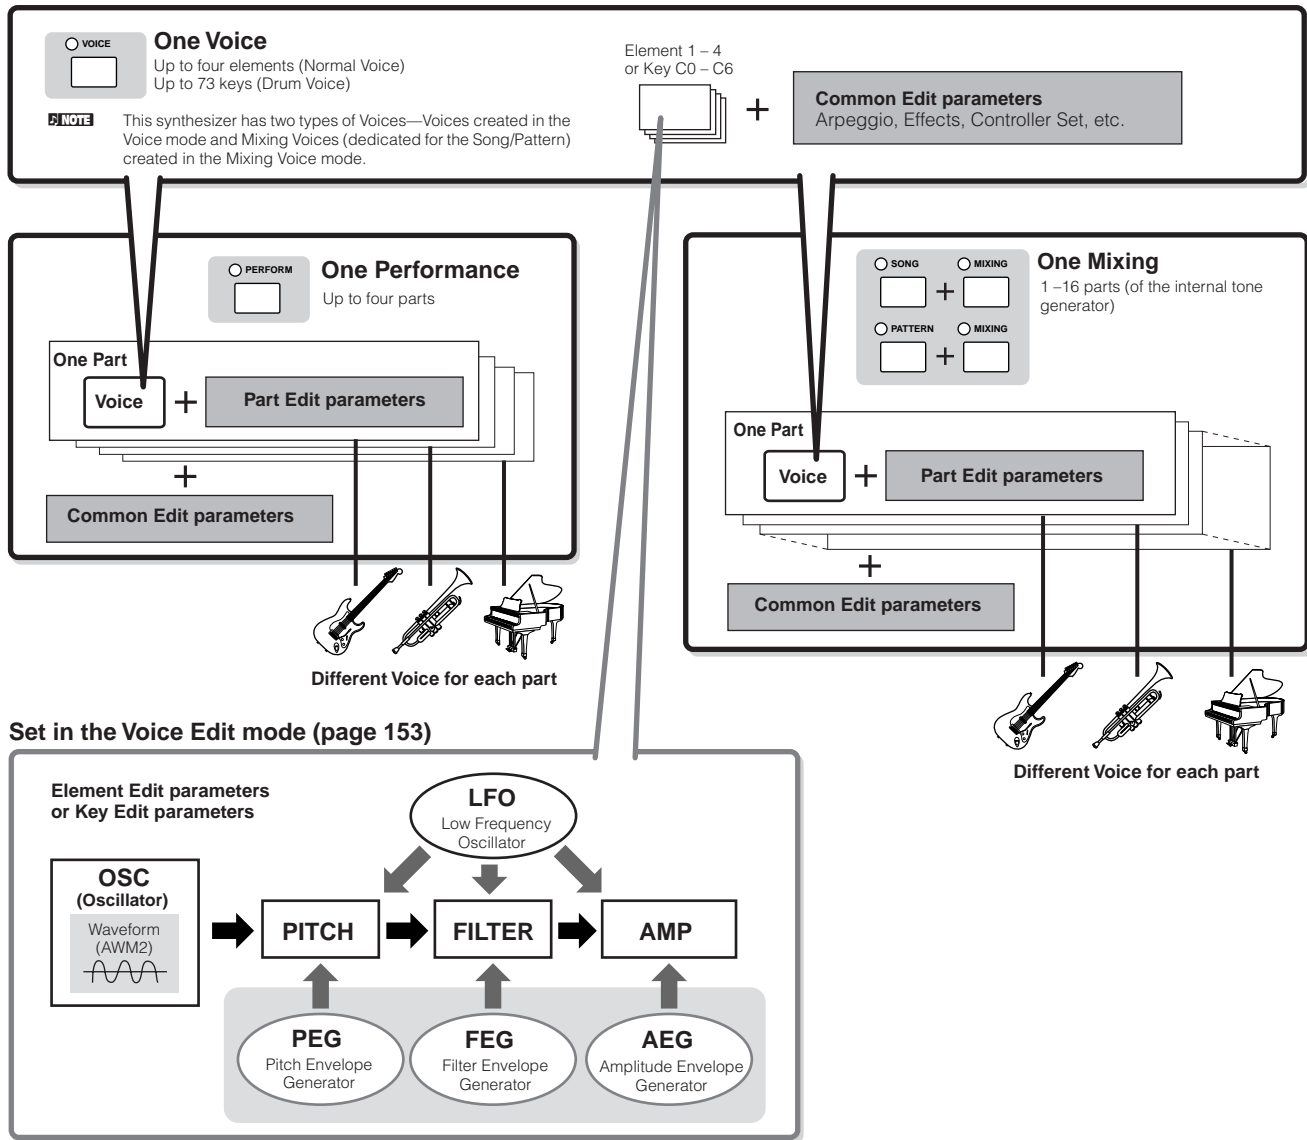 VOICE
One Voice
Up to four elements (Normal Voice)
Up to 73 keys (Drum Voice)
NOTE
This synthesizer has two types of Voices—Voices created in the
Voice mode and Mixing Voices (dedicated for the Song/Pattern)
created in the Mixing Voice mode.
Element 1 – 4
or Key C0 – C6
+
Common Edit parameters
Arpeggio, Effects, Controller Set, etc.
PERFORM
One Performance
Up to four parts
One Part
Voice
+
Part Edit parameters
+
Common Edit parameters
Different Voice for each part
SONG
+
MIXING
PATTERN
+
MIXING
One Mixing
1 –16 parts (of the internal tone
generator)
One Part
Voice
+
Part Edit parameters
+
Common Edit parameters
Different Voice for each part
Set in the Voice Edit mode (page 153)
Element Edit parameters
or Key Edit parameters
LFO
Low Frequency
Oscillator
OSC
(Oscillator)
Waveform
(AWM2)
PITCH
FILTER
AMP
PEG
Pitch Envelope
Generator
FEG
Filter Envelope
Generator
AEG
Amplitude Envelope
Generator